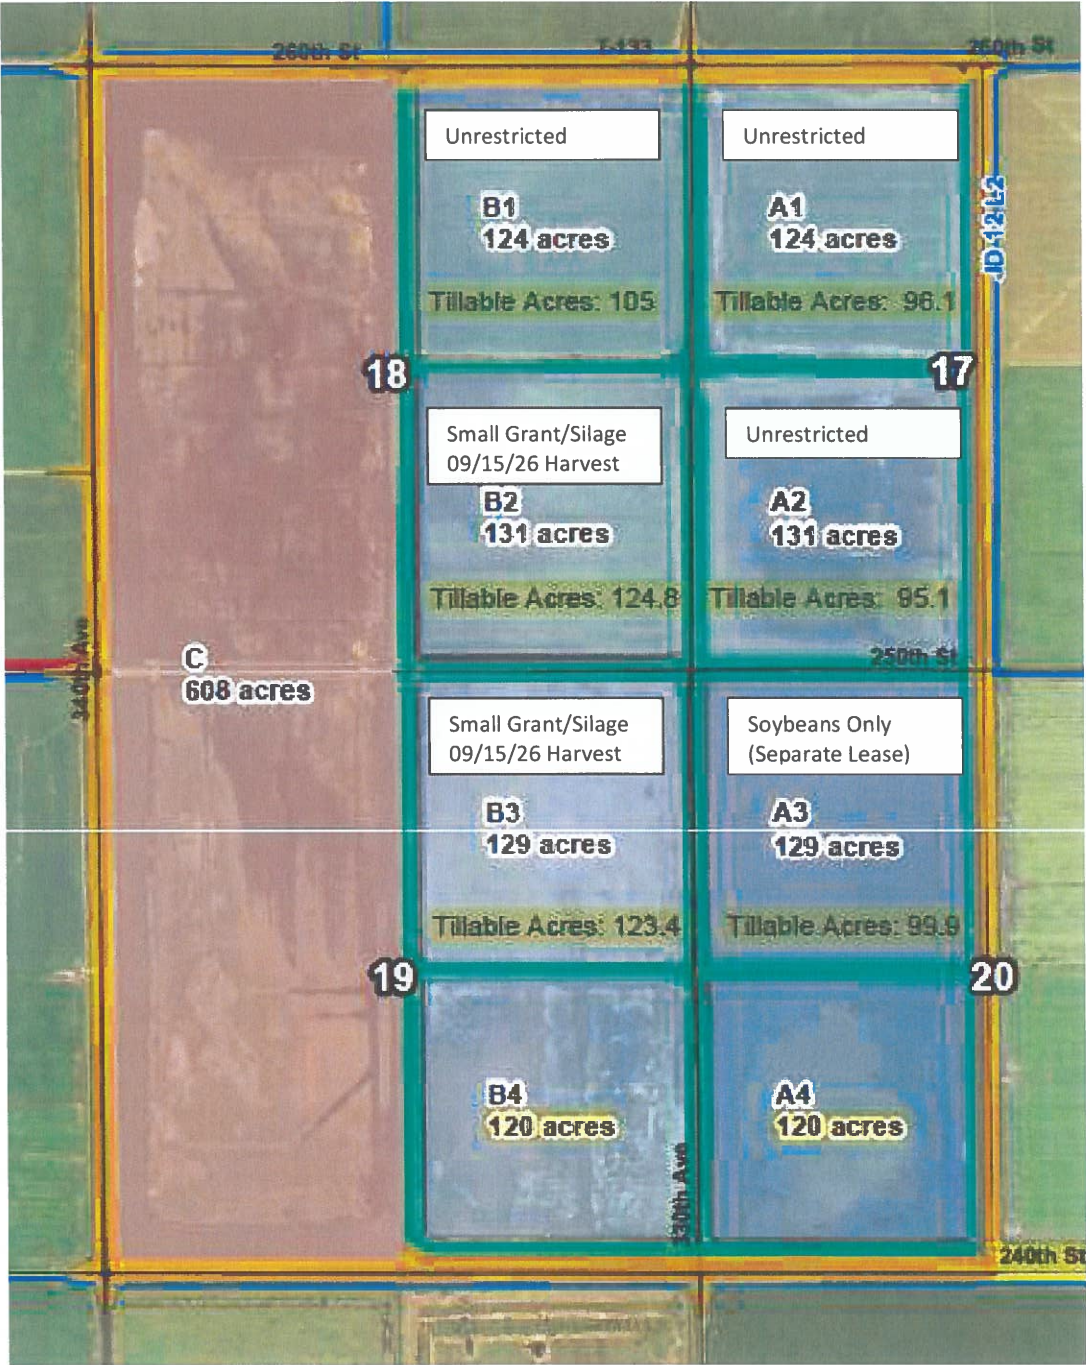 260th St
T-133
260th St
Unrestricted
Unrestricted
JD 12 L2
B1
124 acres
A1
124 acres
Tillable Acres: 105
Tillable Acres: 96.1
18
17
Small Grant/Silage
09/15/26 Harvest
Unrestricted
B2
131 acres
A2
131 acres
Tillable Acres: 124.8
Tillable Acres: 95.1
340th Ave
C
608 acres
250th St
Small Grant/Silage
09/15/26 Harvest
Soybeans Only
(Separate Lease)
B3
129 acres
A3
129 acres
Tillable Acres: 123.4
Tillable Acres: 99.9
19
20
B4
120 acres
A4
120 acres
330th Ave
240th St